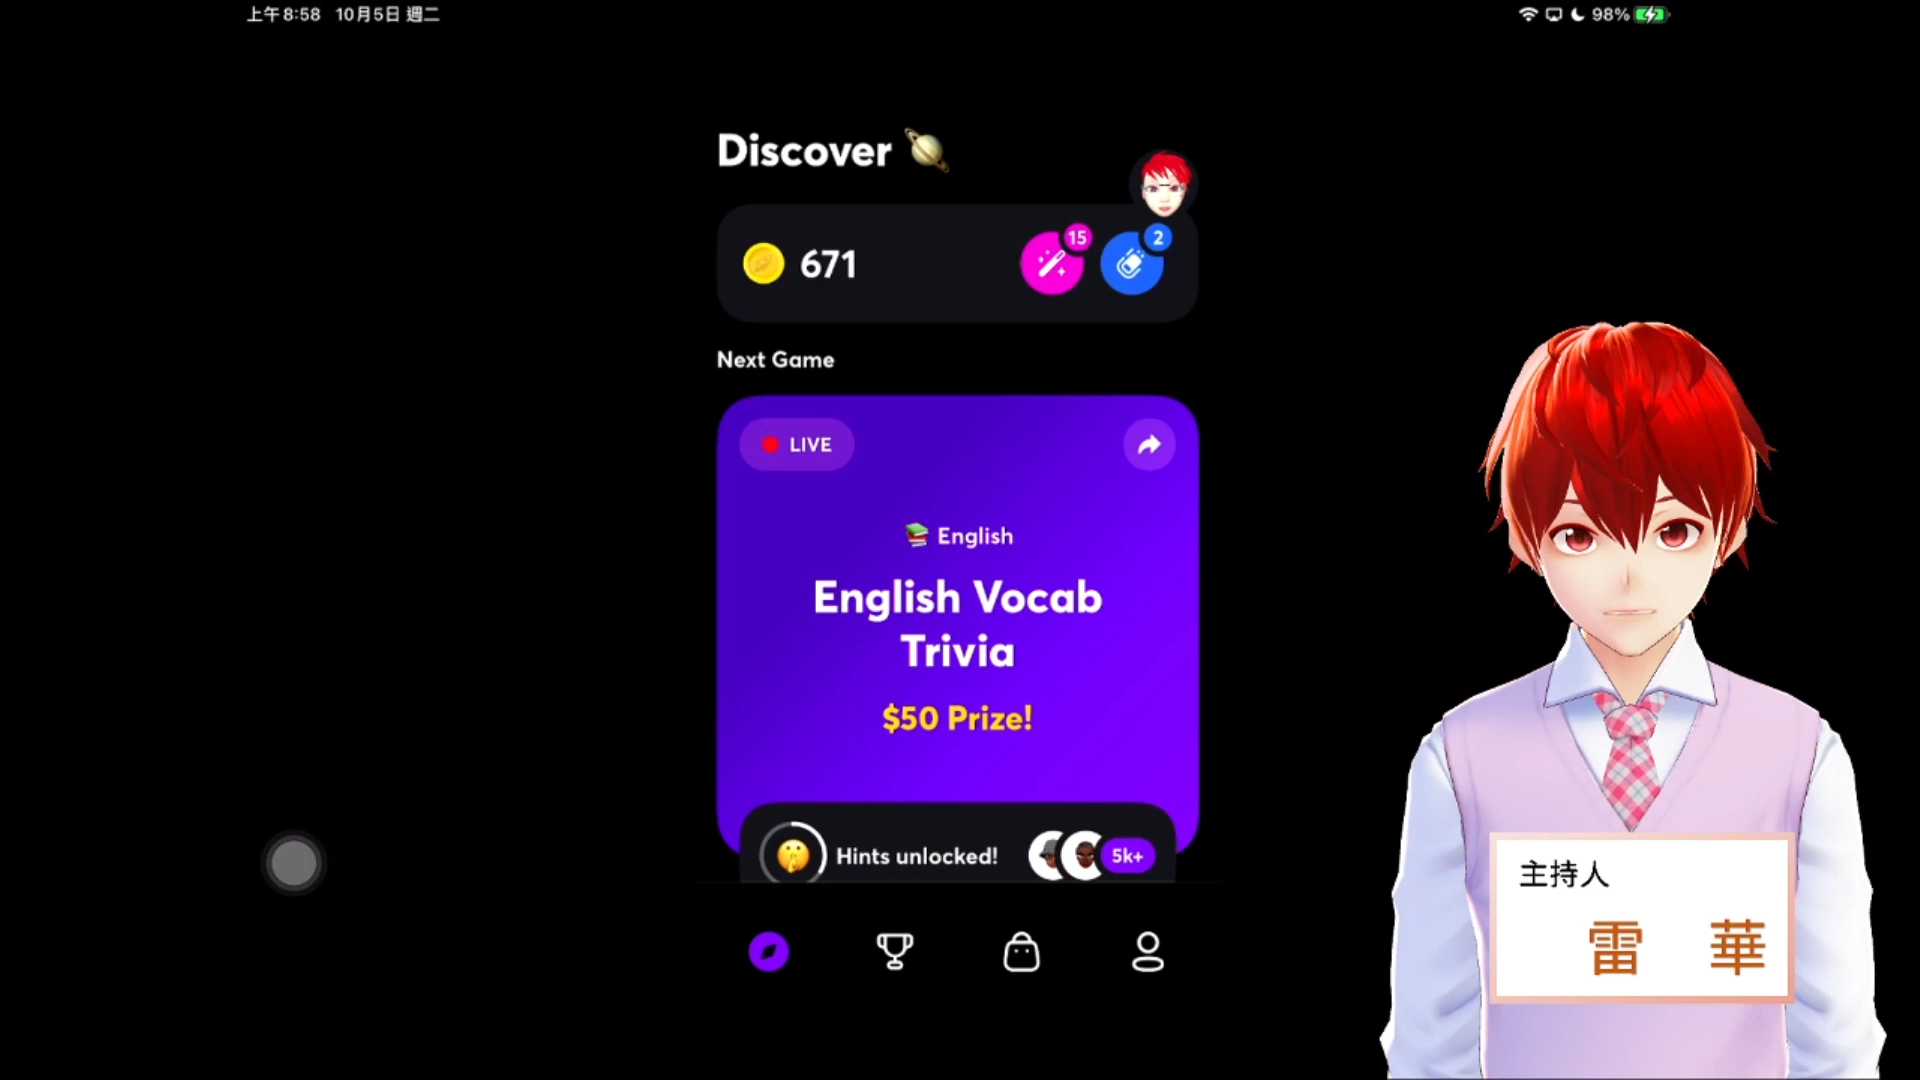 上午8:58 10月5日 週二
98%
Discover
671
15
2
Next Game
LIVE
English
English Vocab
Trivia
$50 Prize!
Hints unlocked!
5k+
主持人
雷 華